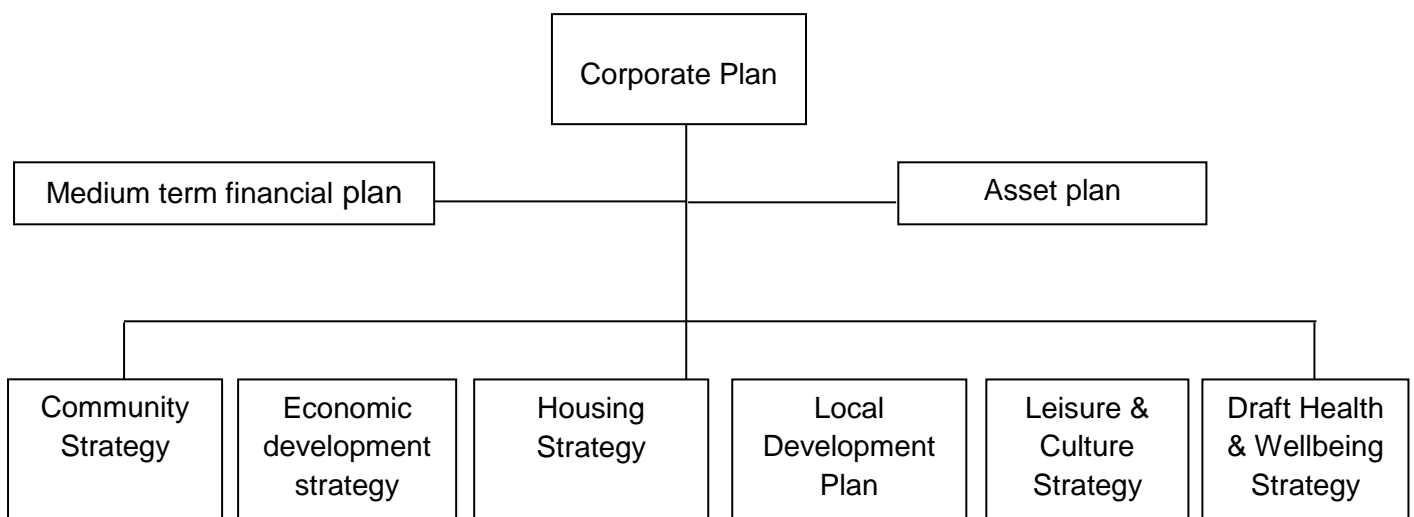 Corporate Plan
Medium term financial plan
Asset plan
Community
Strategy
Economic
development
strategy
Housing
Strategy
Local
Development
Plan
Leisure &
Culture
Strategy
Draft Health
& Wellbeing
Strategy